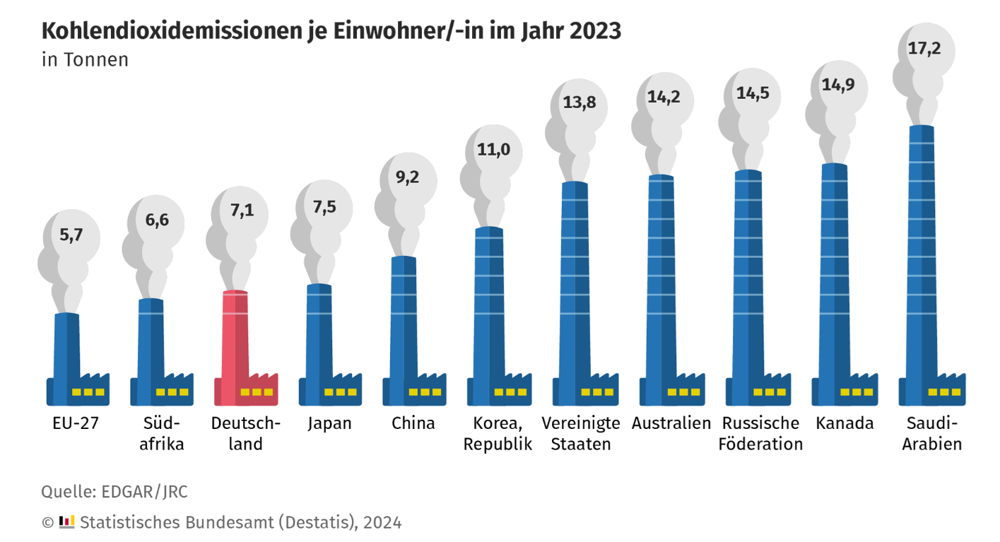 Kohlendioxidemissionen je Einwohner/-in im Jahr 2023
in Tonnen
5,7
6,6
7,1
7,5
9,2
11,0
13,8
14,2
14,5
14,9
17,2
EU-27
Süd-
afrika
Deutsch-
land
Japan
China
Korea,
Republik
Vereinigte
Staaten
Australien
Russische
Föderation
Kanada
Saudi-
Arabien
Quelle: EDGAR/JRC
© Statistisches Bundesamt (Destatis), 2024